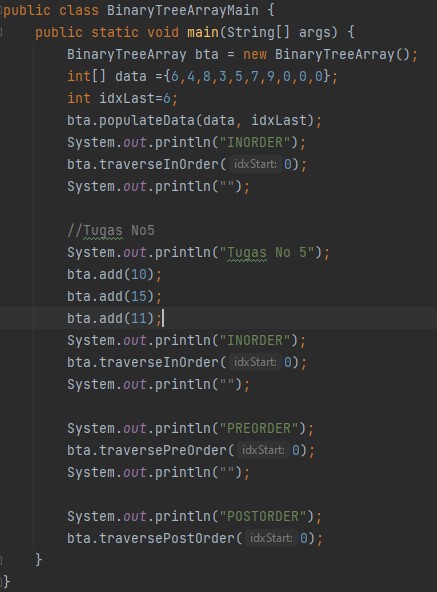 public class BinaryTreeArrayMain {
public static void main(String[] args) {
BinaryTreeArray bta = new BinaryTreeArray();
int[] data ={6,4,8,3,5,7,9,0,0,0};
int idxLast=6;
bta.populateData(data, idxLast);
System.out.println("INORDER");
bta.traverseInOrder( idxStart: 0);
System.out.println("");
//Tugas No5
System.out.println("Tugas No 5");
bta.add(10);
bta.add(15);
bta.add(11);
System.out.println("INORDER");
bta.traverseInOrder( idxStart: 0);
System.out.println("");
System.out.println("PREORDER");
bta.traversePreOrder( idxStart: 0);
System.out.println("");
System.out.println("POSTORDER");
bta.traversePostOrder( idxStart: 0);
}
}